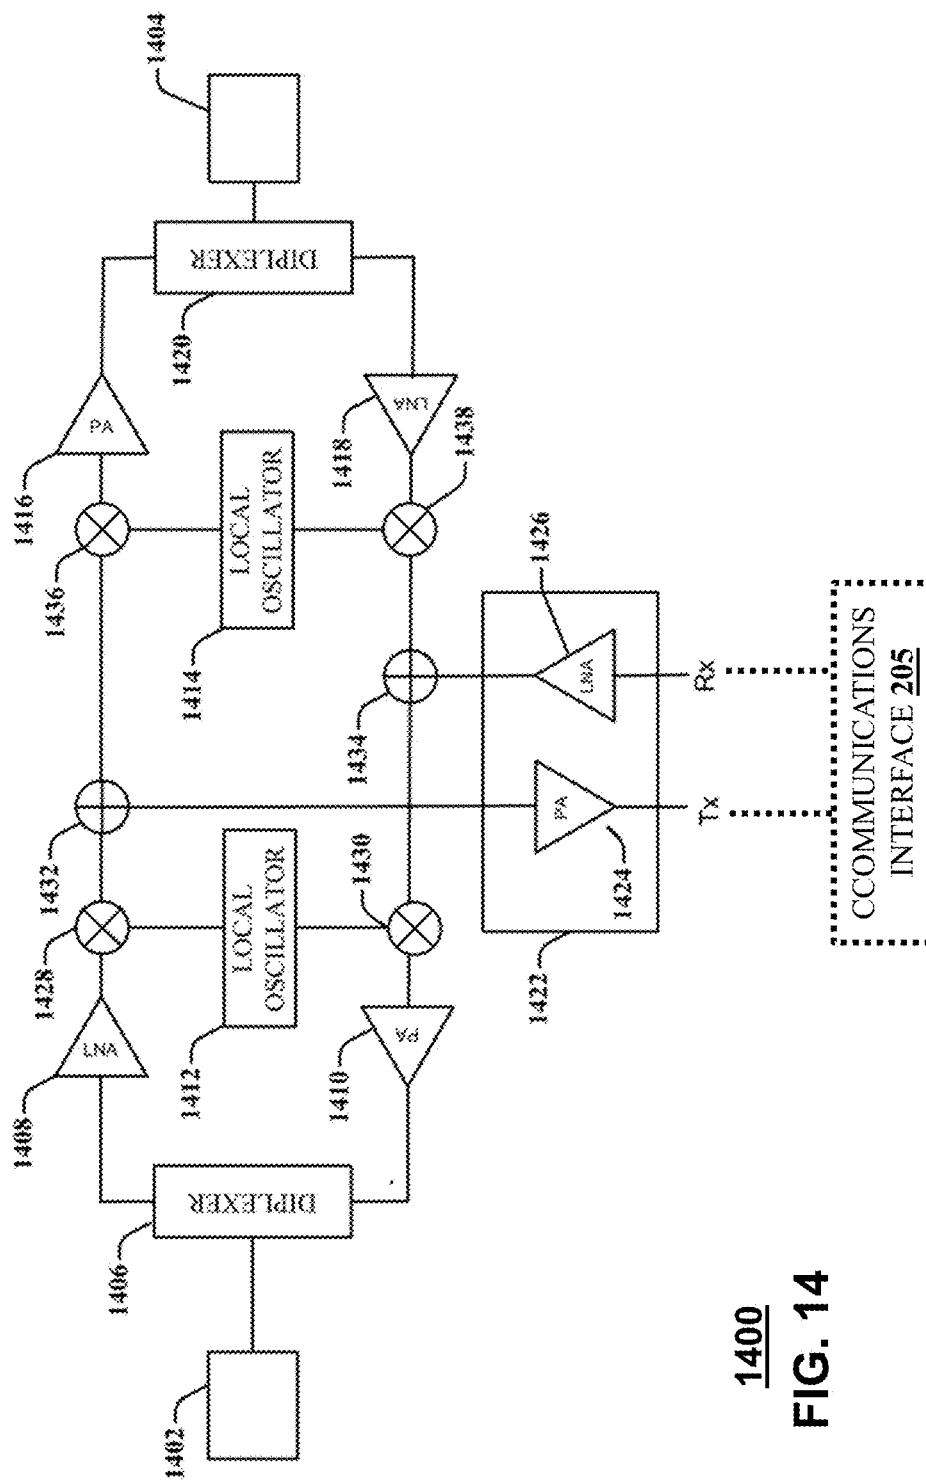 1404
1416
PA
DIPLEXER
1420
1436
LOCAL
OSCILLATOR
1414
LNA
1418
1438
1432
1434
1426
LNA
Rx
1428
LOCAL
OSCILLATOR
1412
1430
PA
1424
Tx
1422
CCOMMUNICATIONS
INTERFACE 205
1408
LNA
PA
1410
DIPLEXER
1406
1402
1400
FIG. 14